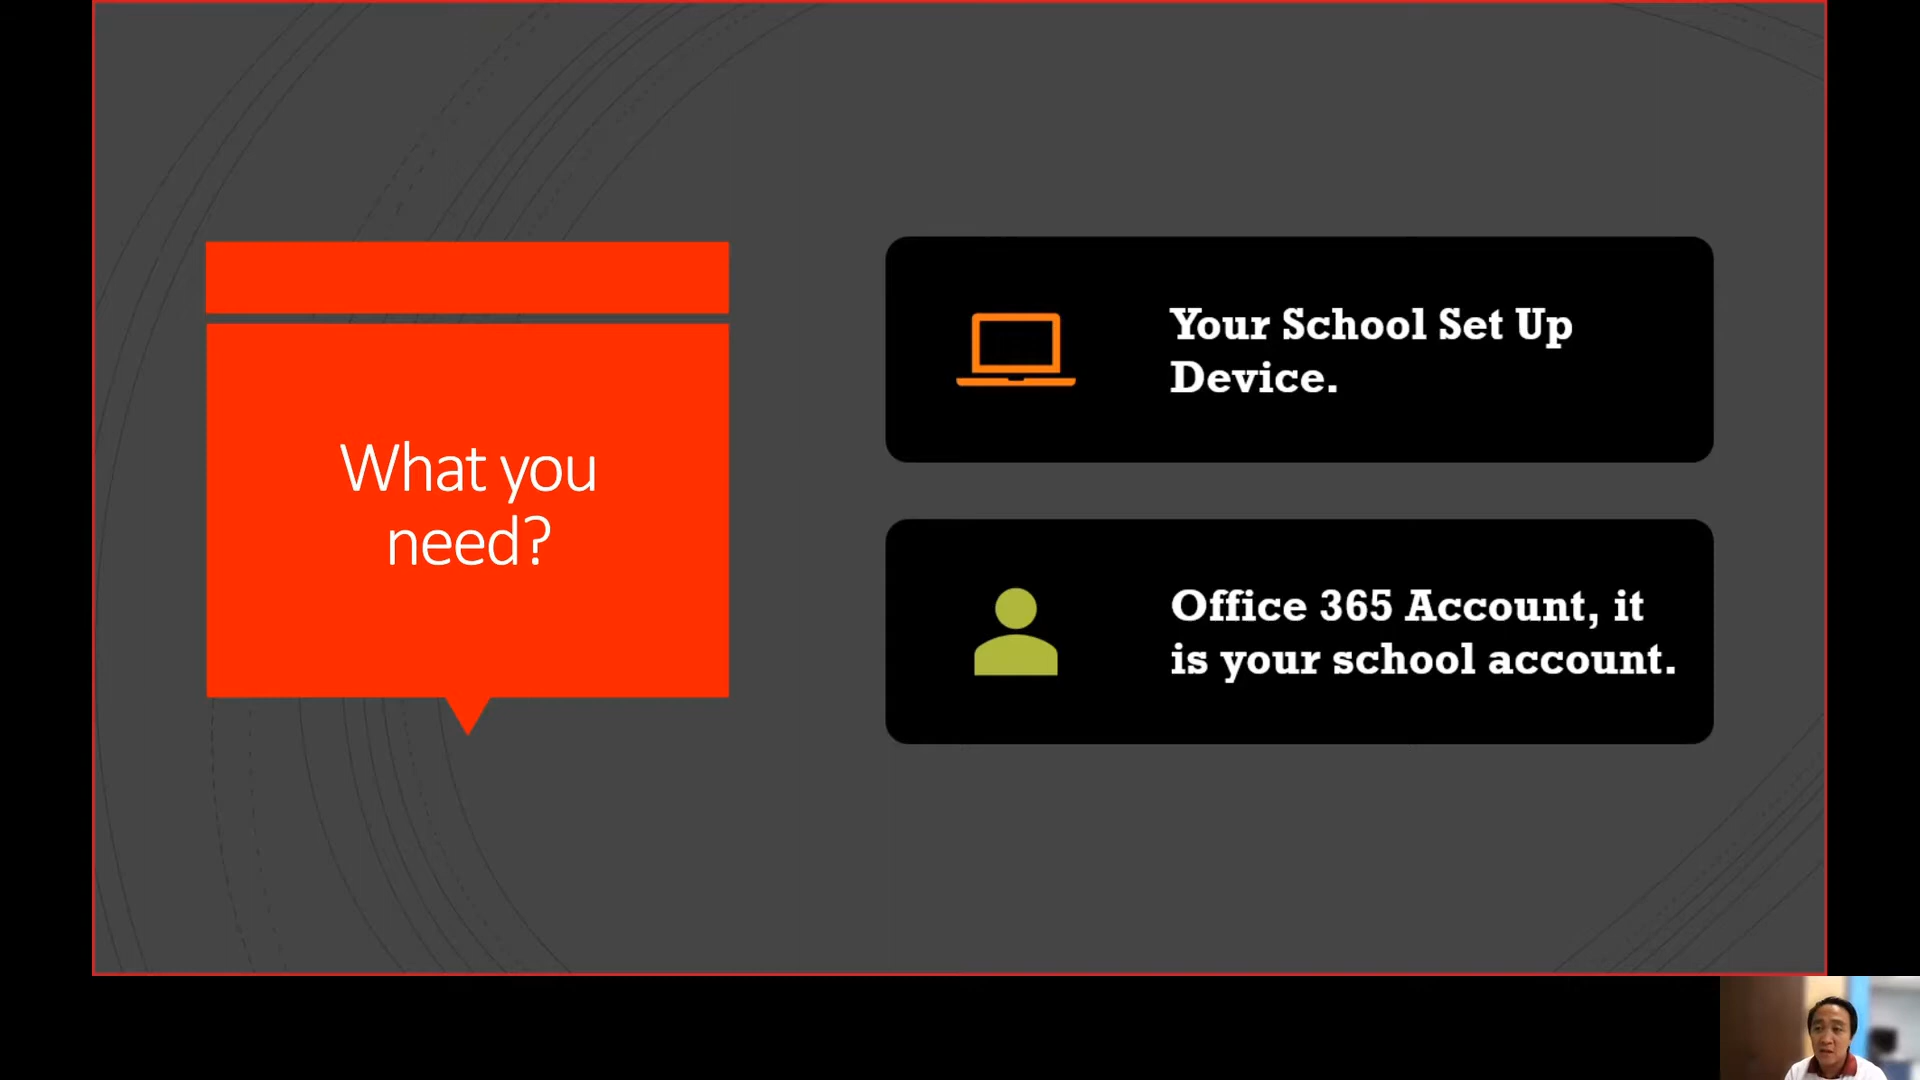 What you
need?
Your School Set Up
Device.
Office 365 Account, it
is your school account.